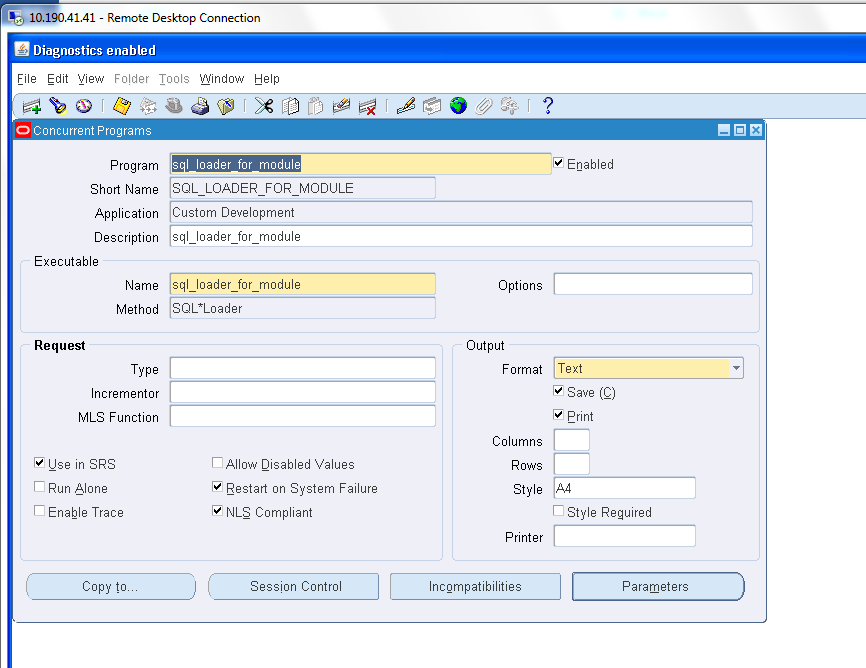 10.190.41.41 - Remote Desktop Connection
Diagnostics enabled
File Edit View Folder Tools Window Help
Concurrent Programs
Program sql_loader_for_module Enabled
Short Name SQL_LOADER_FOR_MODULE
Application Custom Development
Description sql_loader_for_module
Executable
Name sql_loader_for_module Options
Method SQL*Loader
Request Output
Type Format Text
Incrementor Save (C)
MLS Function Print
Columns
Rows
Use in SRS Allow Disabled Values
Run Alone Restart on System Failure Style A4
Enable Trace NLS Compliant Style Required
Printer
Copy to... Session Control Incompatibilities Parameters